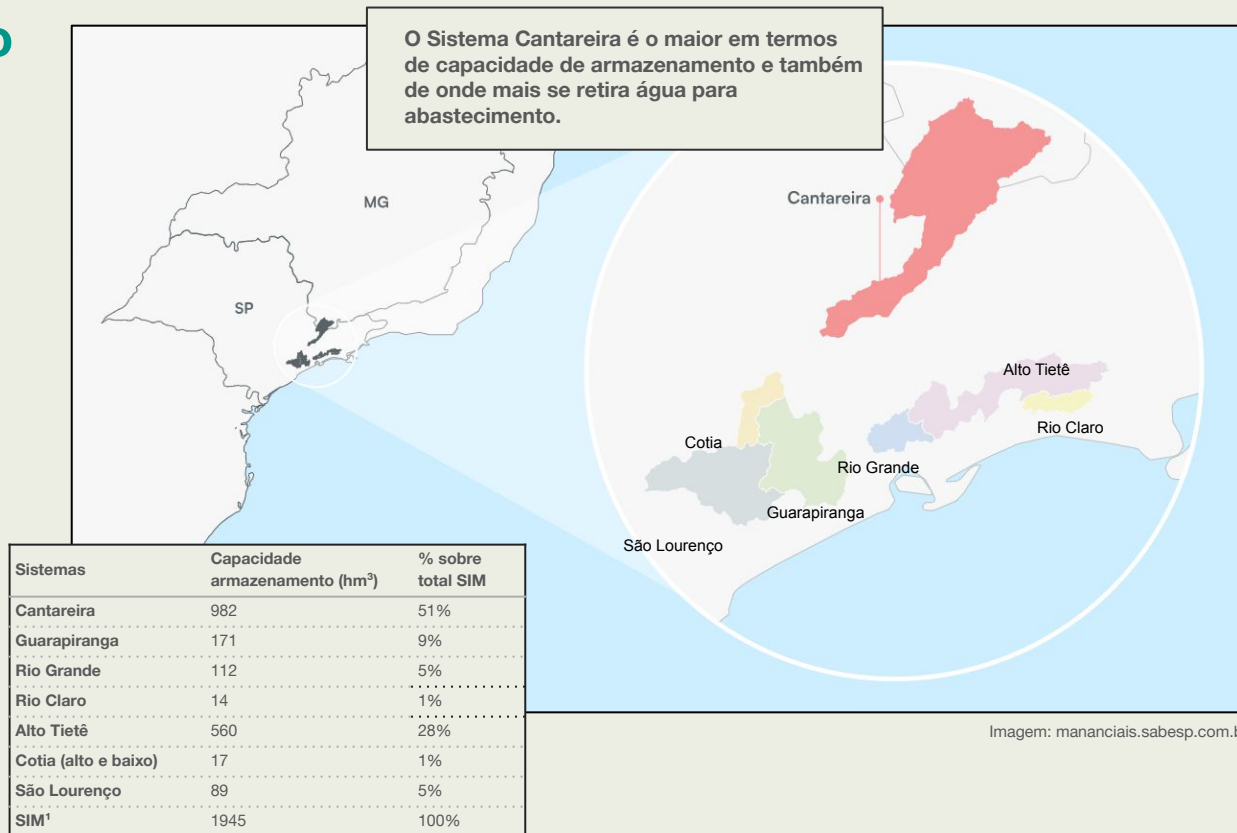 O Sistema Cantareira é o maior em termos
de capacidade de armazenamento e também
de onde mais se retira água para
abastecimento.
MG
SP
Cantareira
Alto Tietê
Rio Claro
Cotia
Rio Grande
Guarapiranga
São Lourenço
Sistemas Capacidade armazenamento (hm³) % sobre total SIM
Cantareira 982 51%
Guarapiranga 171 9%
Rio Grande 112 5%
Rio Claro 14 1%
Alto Tietê 560 28%
Cotia (alto e baixo) 17 1%
São Lourenço 89 5%
SIM¹ 1945 100%
Imagem: mananciais.sabesp.com.b